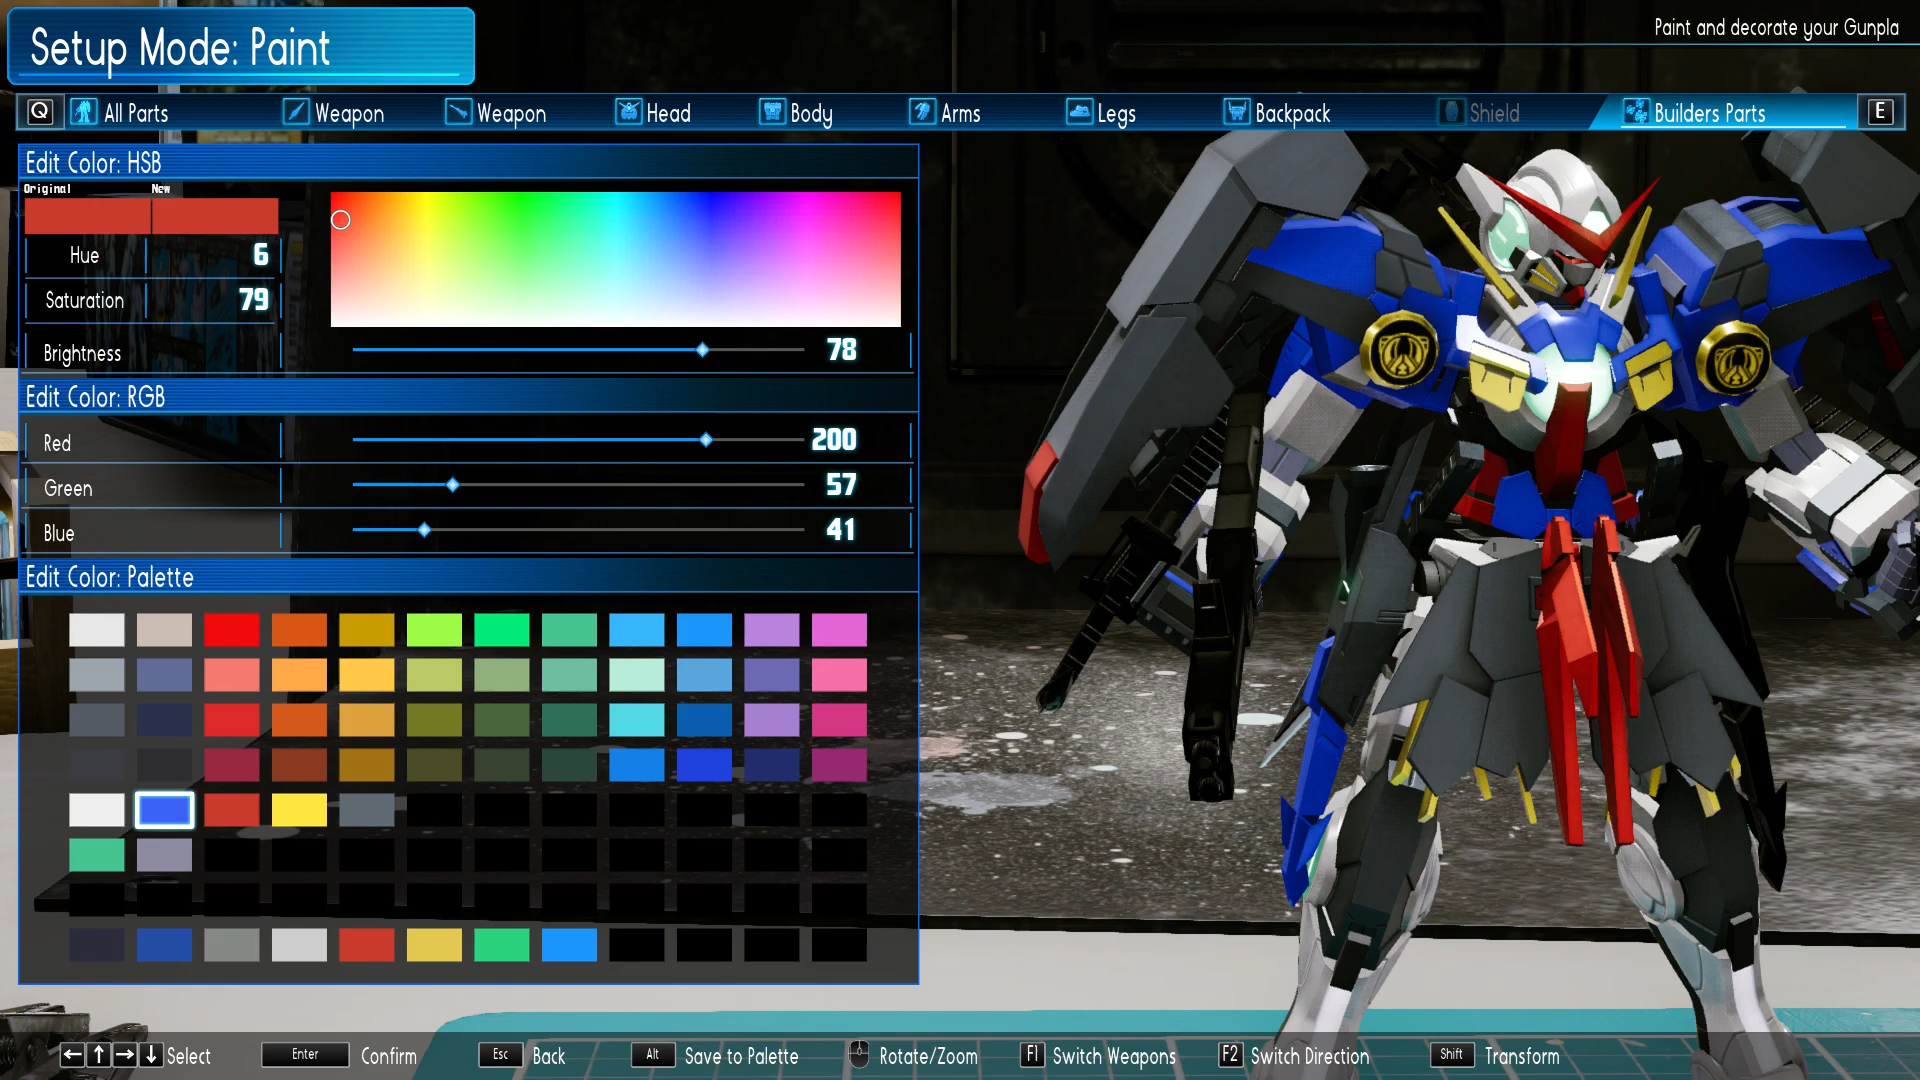 Setup Mode: Paint
Paint and decorate your Gunpla
Q All Parts Weapon Weapon Head Body Arms Legs Backpack Shield Builders Parts E
Edit Color: HSB
Original New
Hue 6
Saturation 79
Brightness 78
Edit Color: RGB
Red 200
Green 57
Blue 41
Edit Color: Palette
← ↑ → ↓ Select Enter Confirm Esc Back Alt Save to Palette Rotate/Zoom F1 Switch Weapons F2 Switch Direction Shift Transform